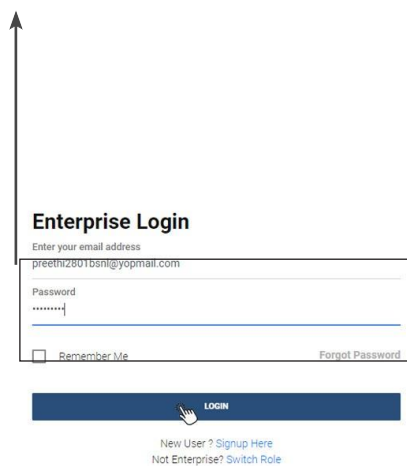 Enterprise Login
Enter your email address
preethi2801bsnl@yopmail.com
Password
•••••••••
Remember Me Forgot Password
LOGIN
New User ? Signup Here
Not Enterprise? Switch Role